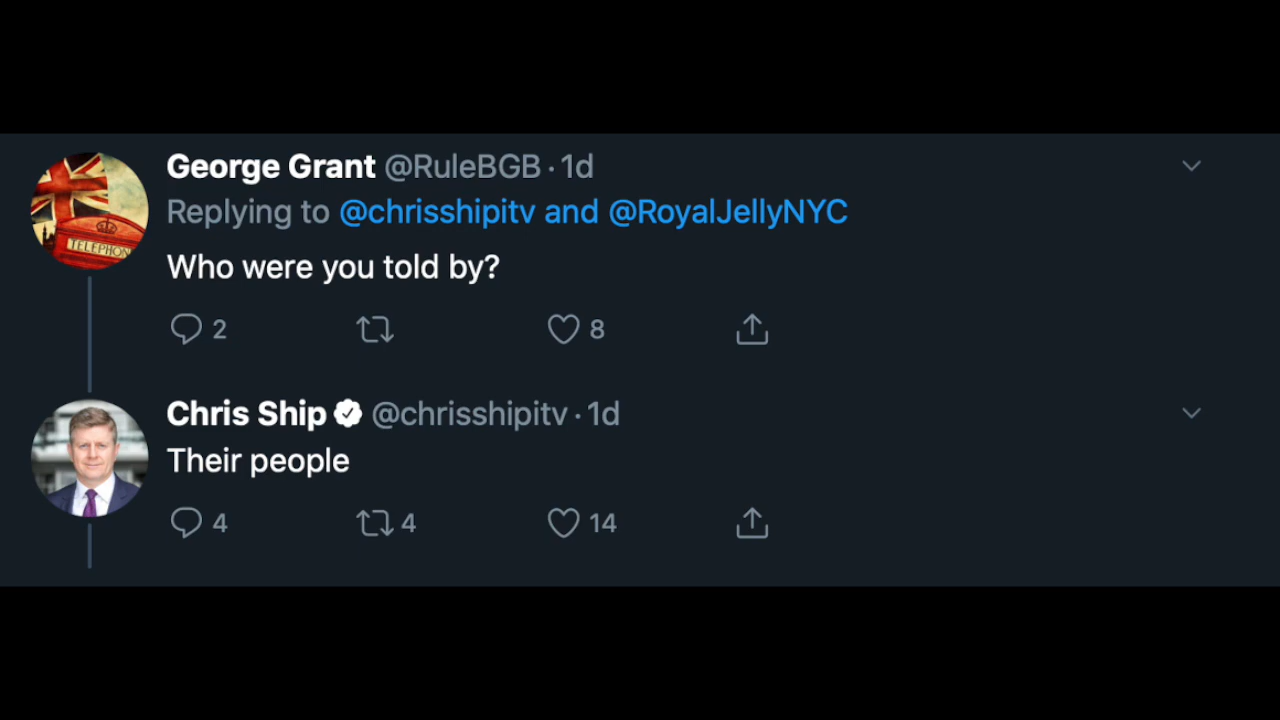 George Grant @RuleBGB · 1d
Replying to @chrisshipitv and @RoyalJellyNYC
TELEPHON
Who were you told by?
2 8
Chris Ship @chrisshipitv · 1d
Their people
4 4 14